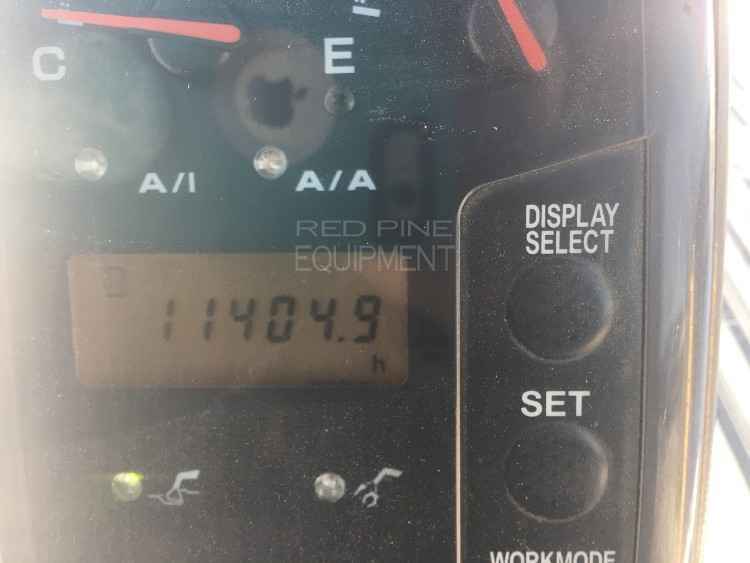 C
E
A/I
A/A
RED PINE
EQUIPMENT
DISPLAY
SELECT
11404.9
h
SET
WORKMODE